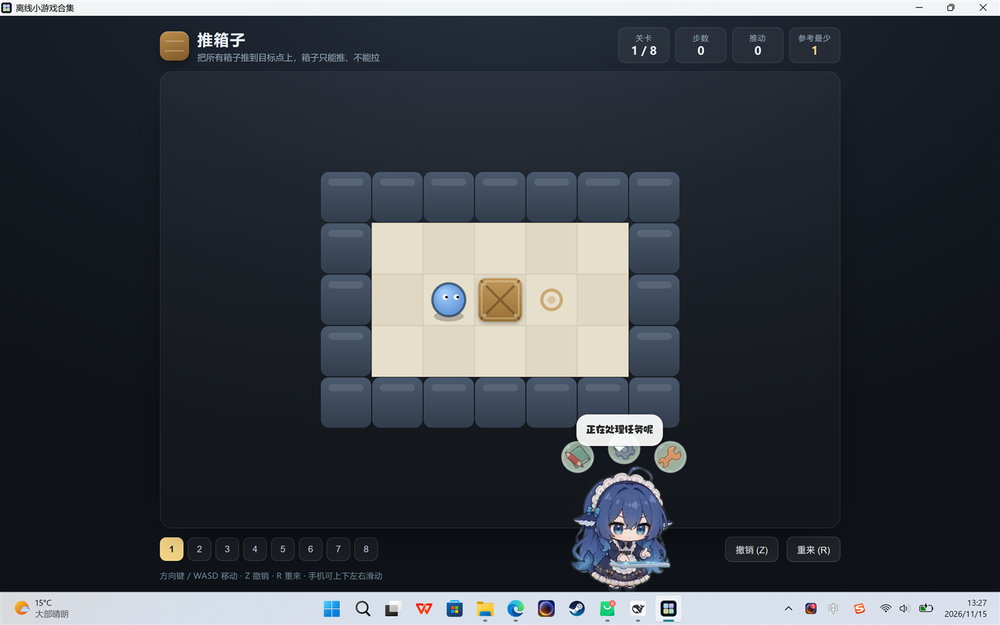 离线小游戏合集
推箱子
把所有箱子推到目标点上，箱子只能推、不能拉
关卡
1 / 8
步数
0
推动
0
参考最少
1
正在处理任务呢
1 2 3 4 5 6 7 8
撤销 (Z) 重来 (R)
方向键 / WASD 移动 · Z 撤销 · R 重来 · 手机可上下左右滑动
15°C
大部晴朗
中
13:27
2026/11/15